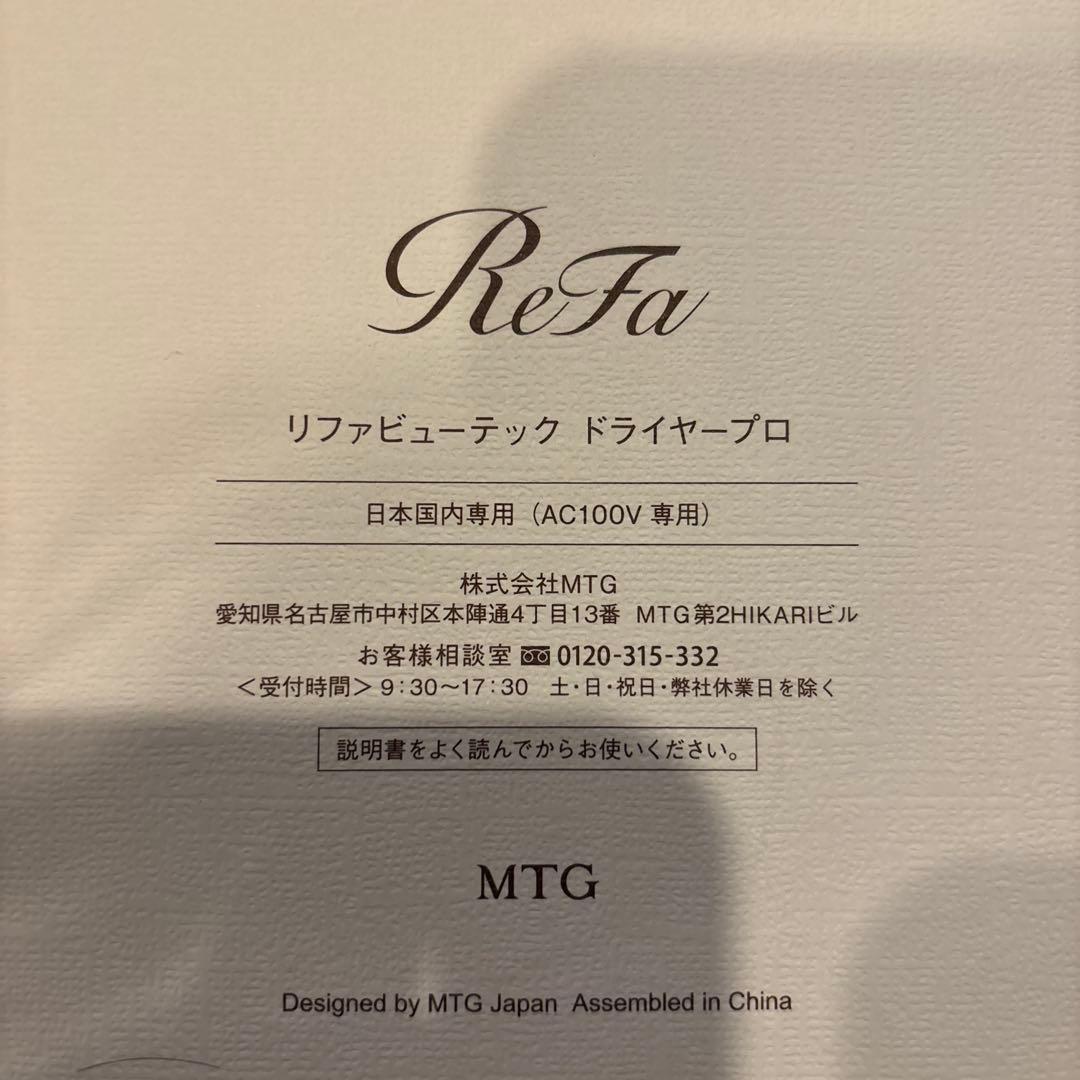 ReFa
リファビューテック ドライヤープロ
日本国内専用（AC100V 専用）
株式会社MTG
愛知県名古屋市中村区本陣通4丁目13番 MTG第2HIKARIビル
お客様相談室 0120-315-332
＜受付時間＞9：30〜17：30 土・日・祝日・弊社休業日を除く
説明書をよく読んでからお使いください。
MTG
Designed by MTG Japan Assembled in China